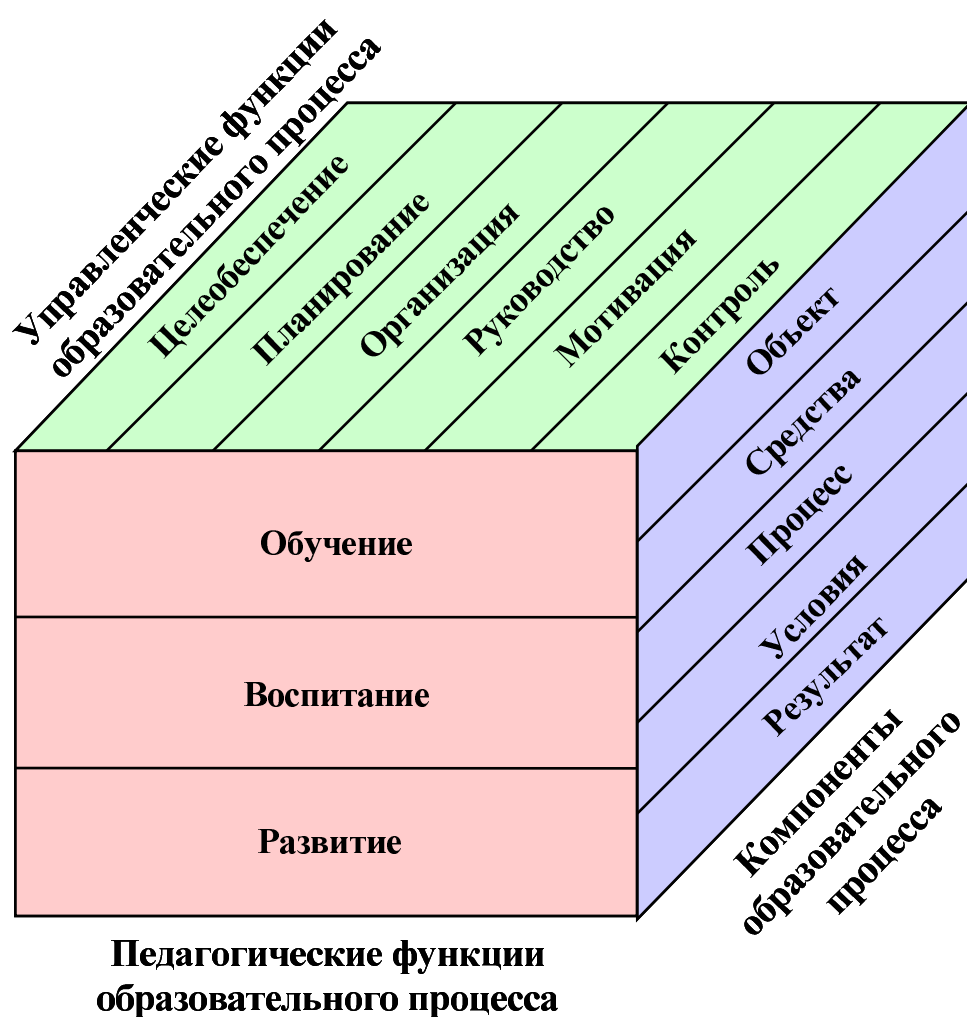 Управленческие функции
образовательного процесса
Целеобеспечение
Планирование
Организация
Руководство
Мотивация
Контроль
Объект
Средства
Процесс
Условия
Результат
Обучение
Воспитание
Развитие
Компоненты
образовательного
процесса
Педагогические функции
образовательного процесса